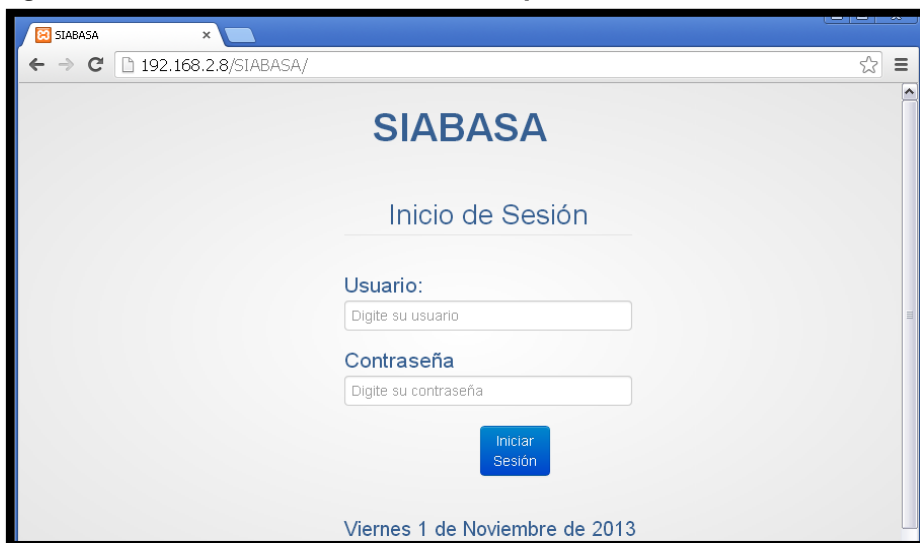 SIABASA
192.168.2.8/SIABASA/
SIABASA
Inicio de Sesión
Usuario:
Digite su usuario
Contraseña
Digite su contraseña
Iniciar
Sesión
Viernes 1 de Noviembre de 2013